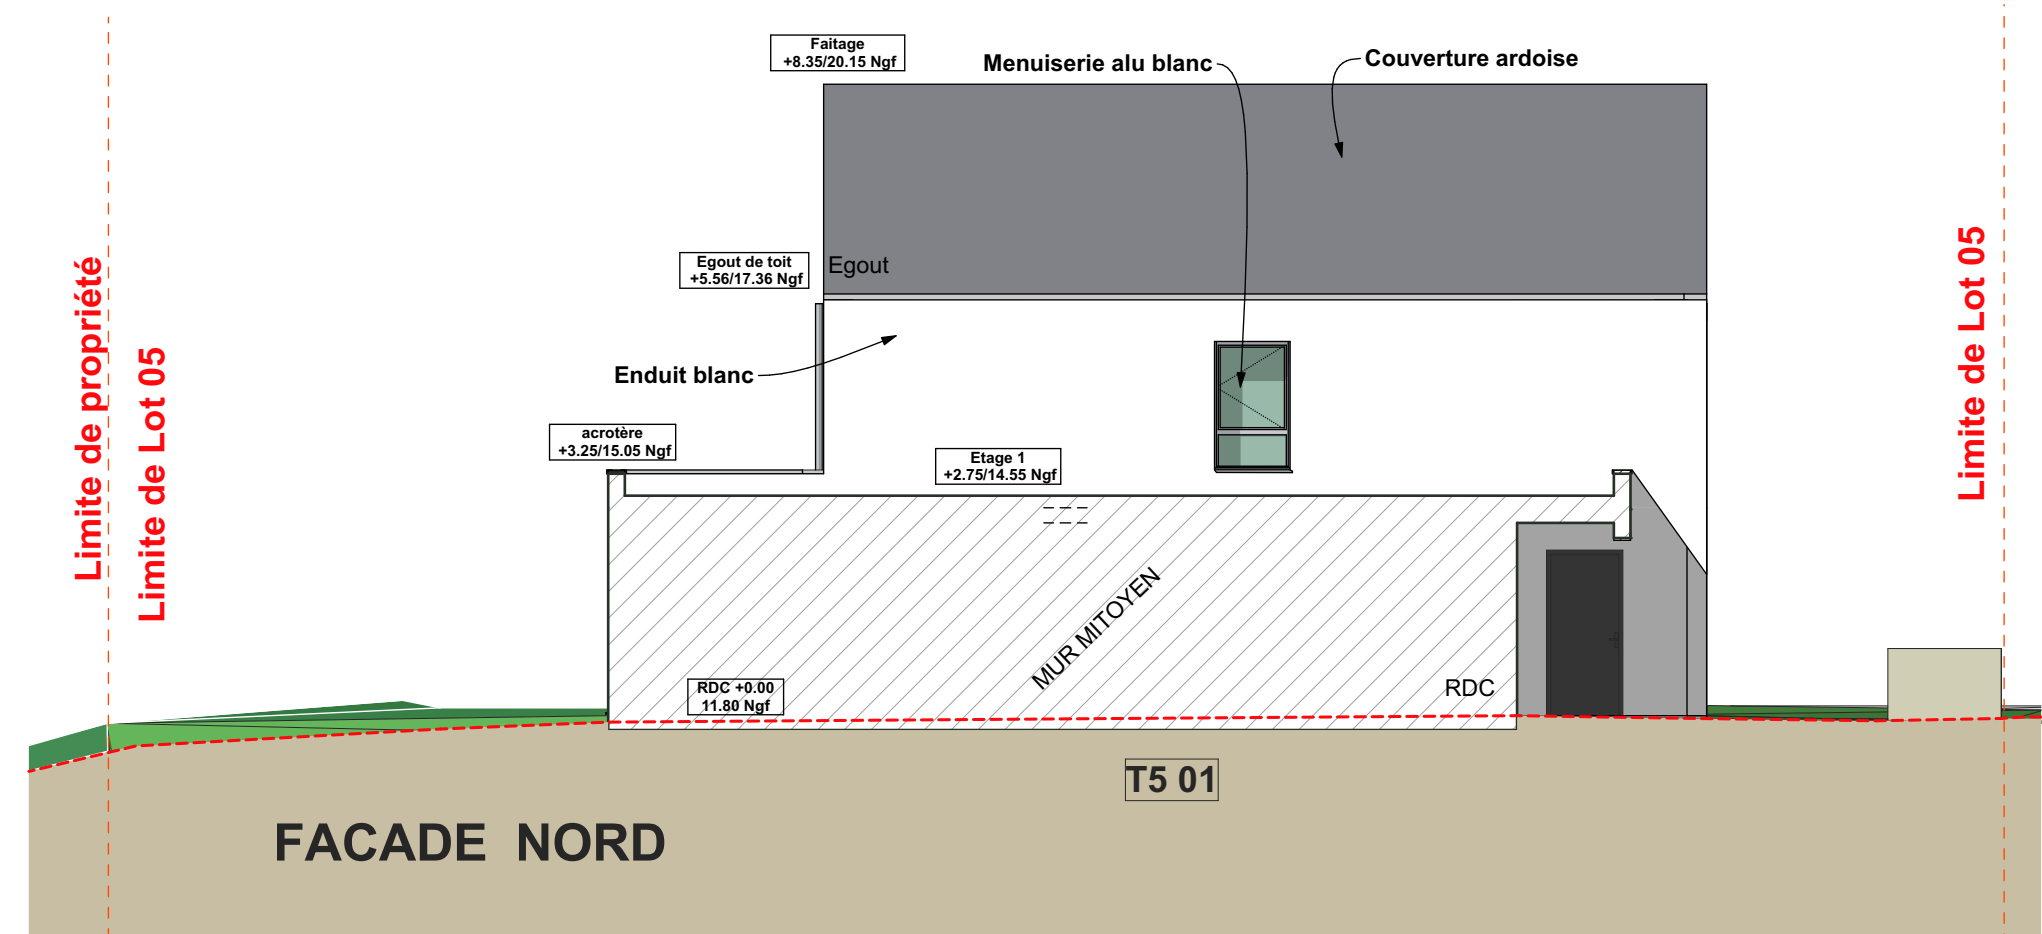 Faitage
+8.35/20.15 Ngf
Menuiserie alu blanc
Couverture ardoise
Egout de toit
+5.56/17.36 Ngf
Egout
Limite de propriété
Limite de Lot 05
Limite de Lot 05
Enduit blanc
acrotère
+3.25/15.05 Ngf
Etage 1
+2.75/14.55 Ngf
MUR MITOYEN
RDC +0.00
11.80 Ngf
RDC
T5 01
FACADE NORD